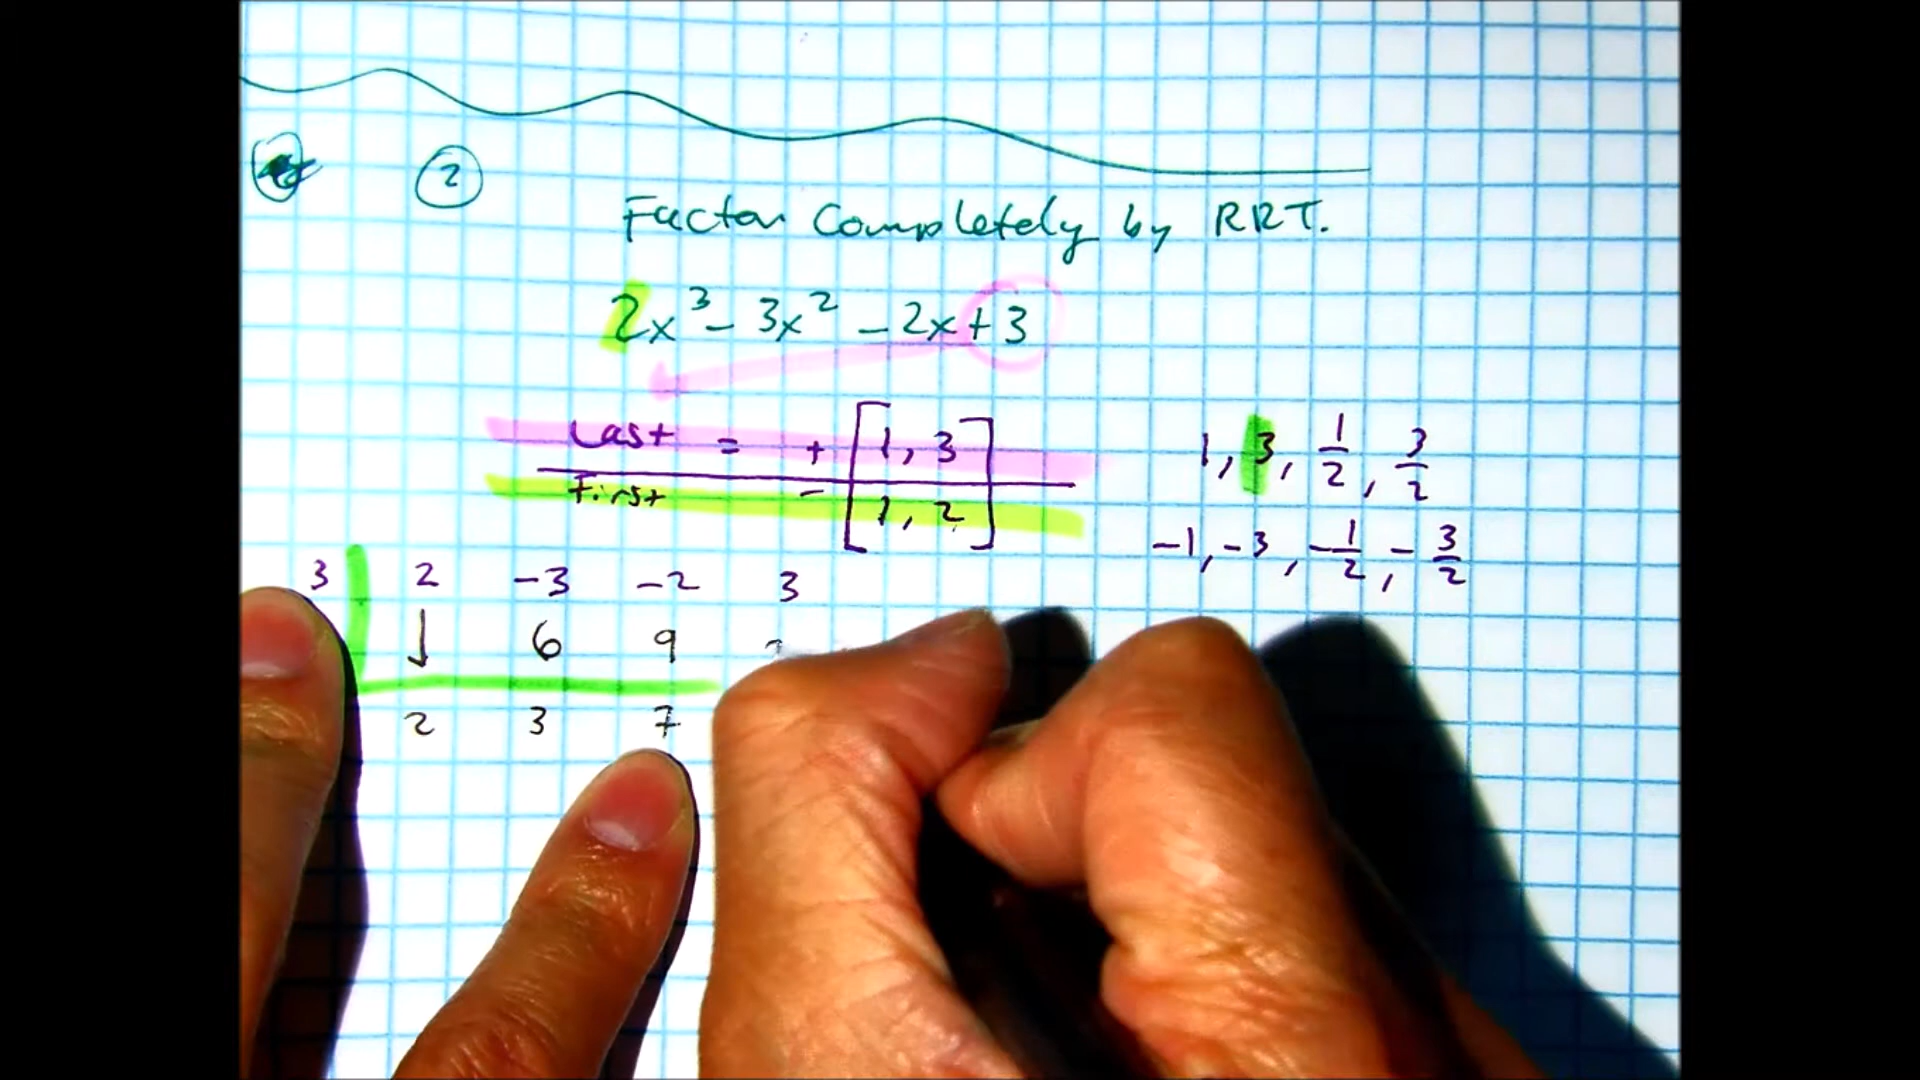 2
Factor Completely by RRT.
2x³ - 3x² - 2x + 3
Last = + [1, 3]
First - [1, 2]
1, 3, 1/2, 3/2
-1, -3, -1/2, -3/2
3 2 -3 -2 3
6 9
2 3 7